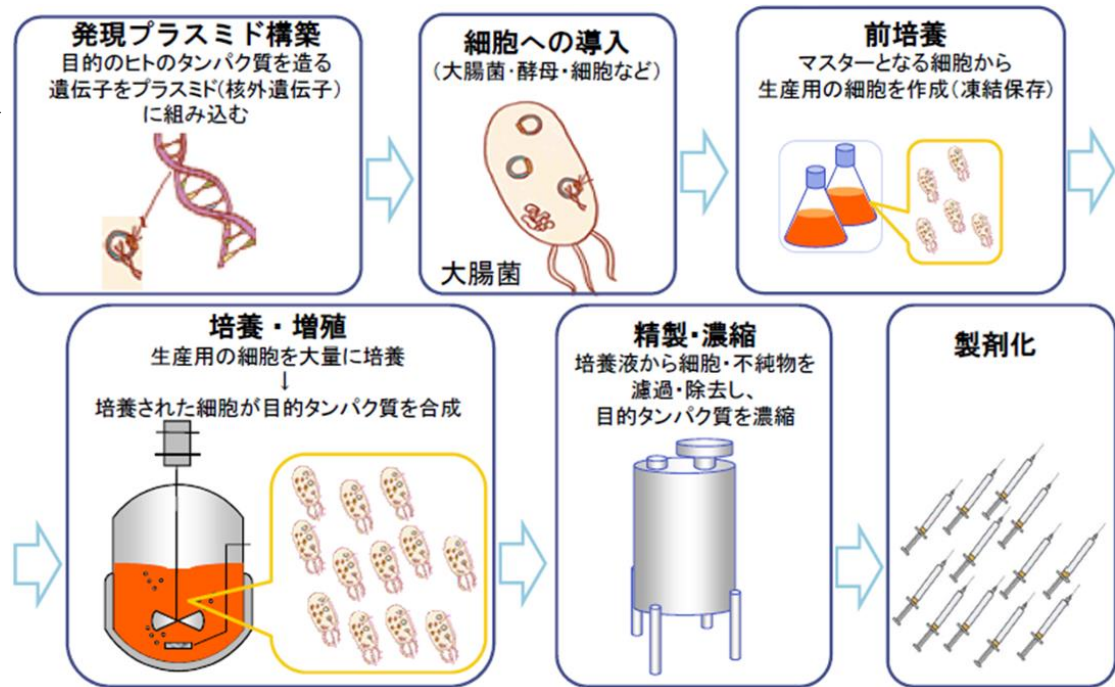 発現プラスミド構築
目的のヒトのタンパク質を造る
遺伝子をプラスミド(核外遺伝子)
に組み込む
細胞への導入
(大腸菌・酵母・細胞など)
大腸菌
前培養
マスターとなる細胞から
生産用の細胞を作成(凍結保存)
培養・増殖
生産用の細胞を大量に培養
↓
培養された細胞が目的タンパク質を合成
精製・濃縮
培養液から細胞・不純物を
濾過・除去し、
目的タンパク質を濃縮
製剤化